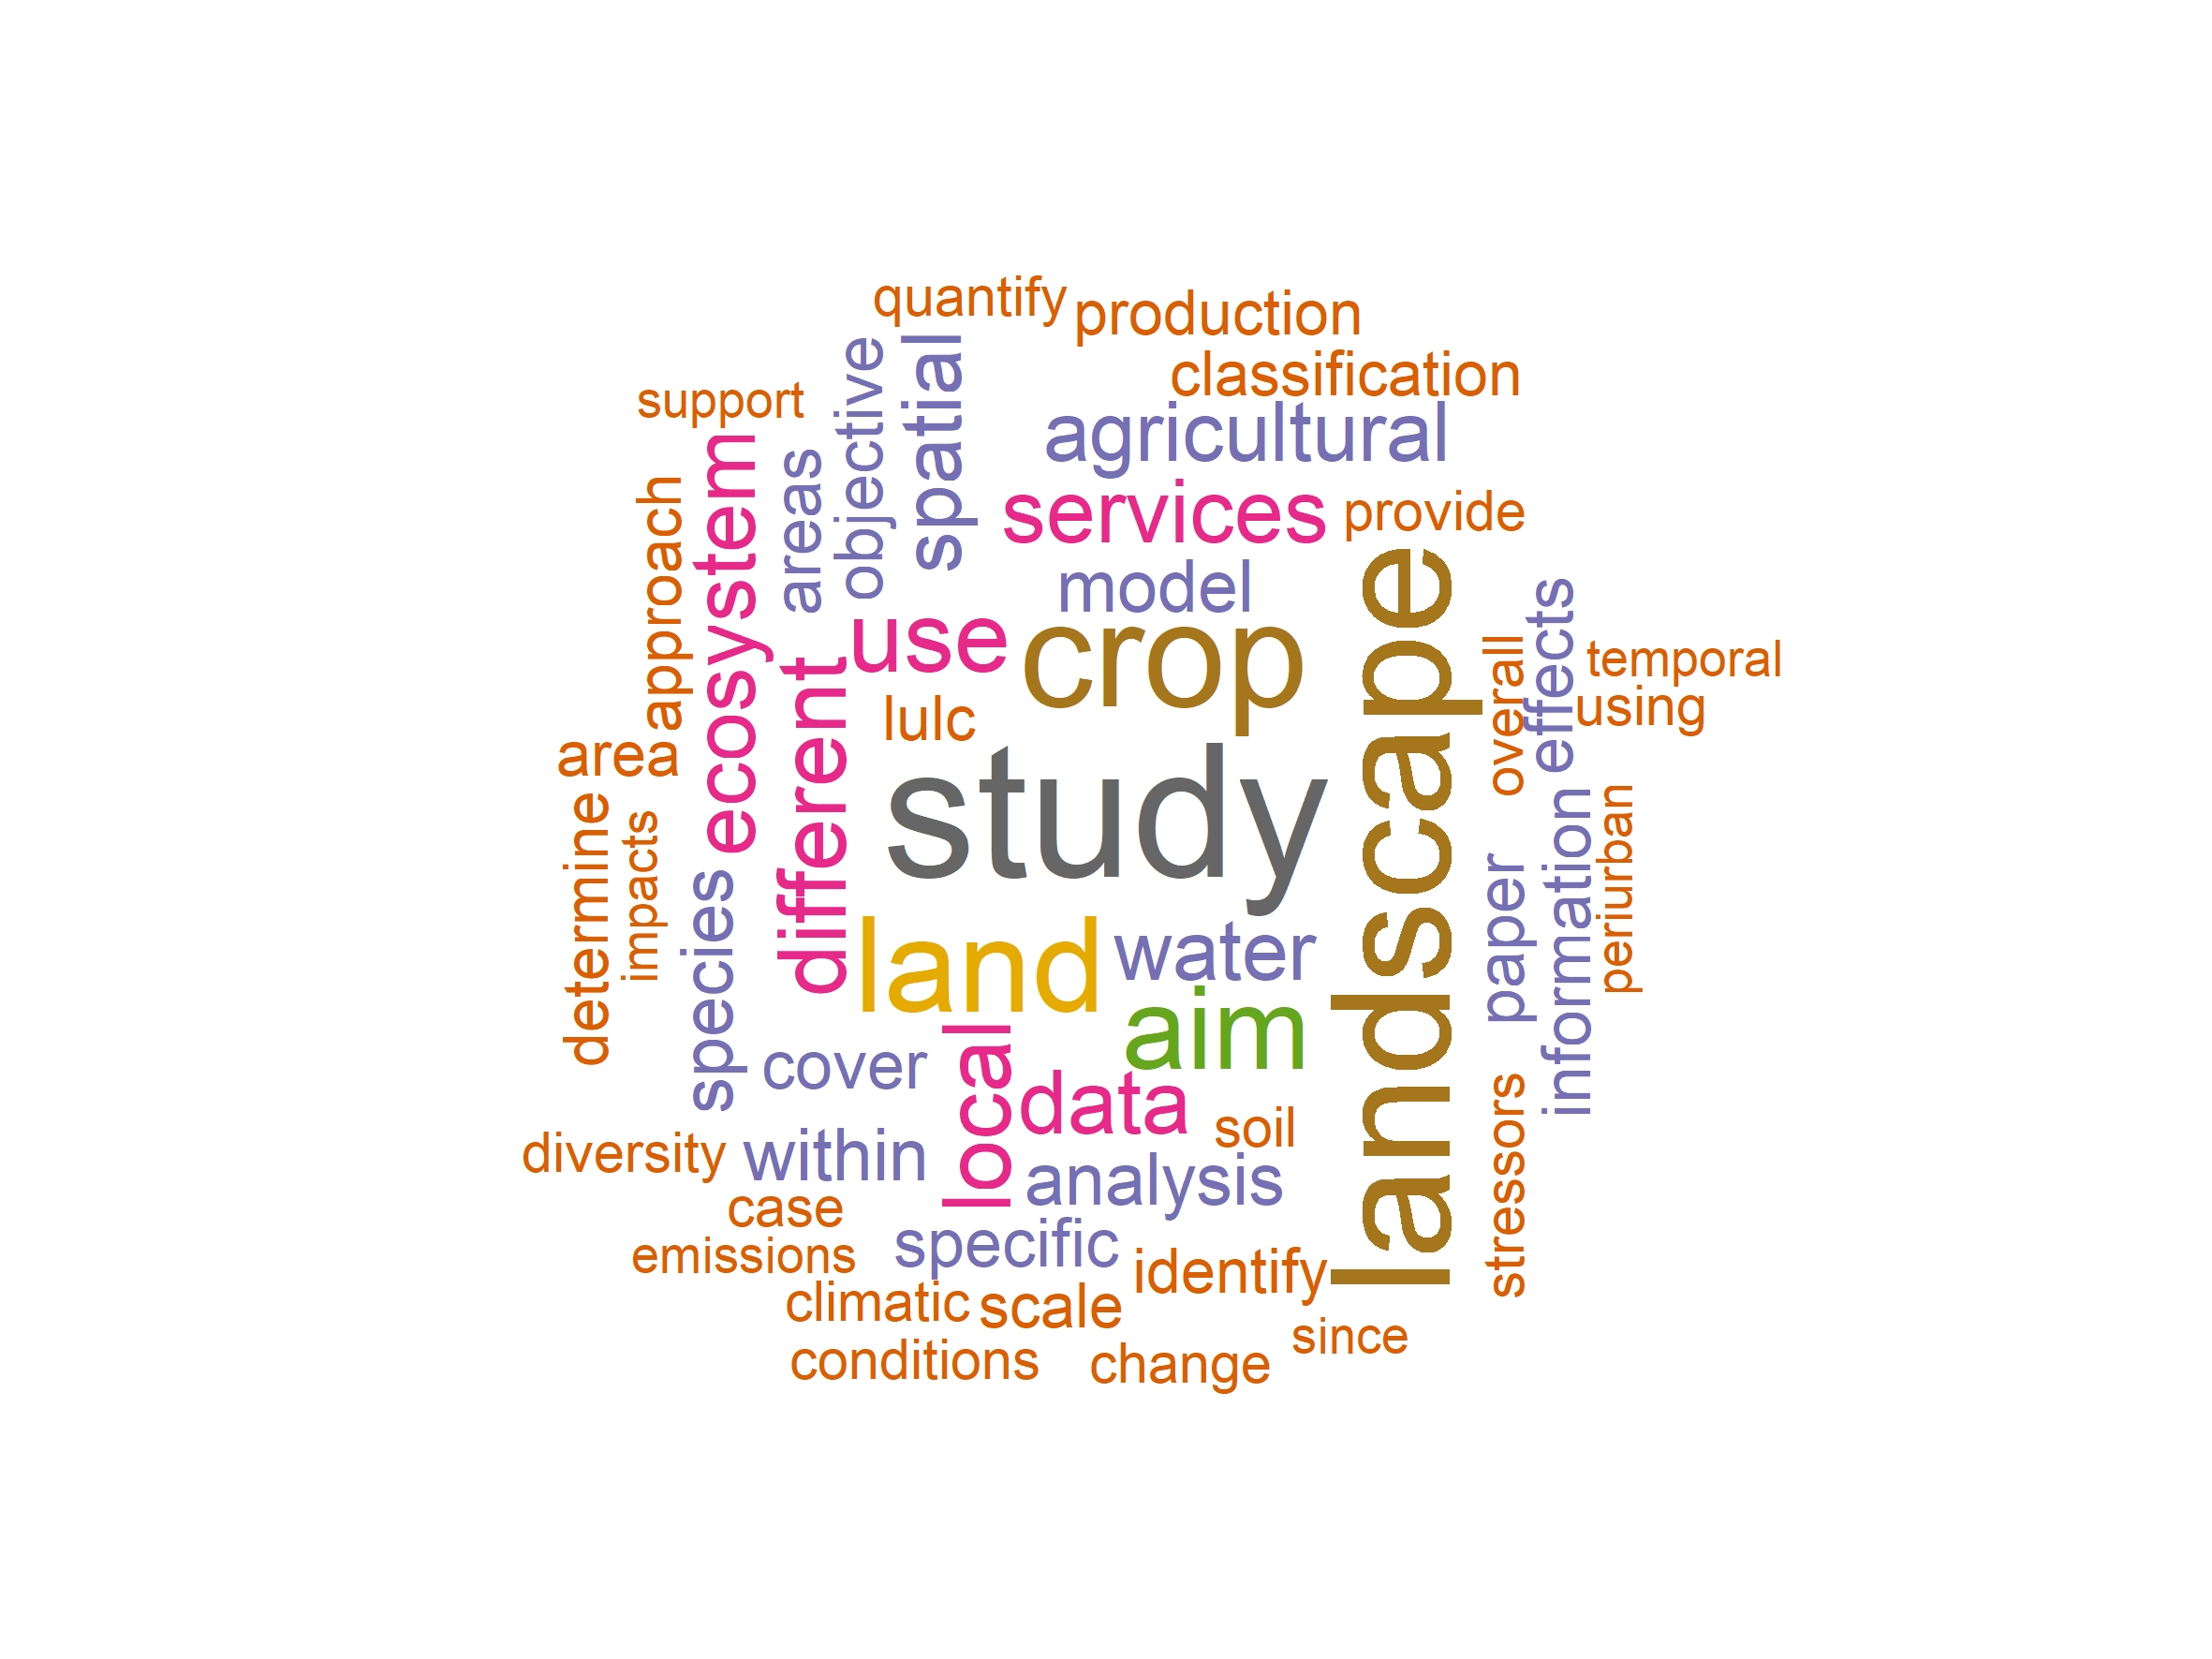 quantify
production
classification
support
objective
spatial
agricultural
areas
ecosystem
approach
services
provide
model
use
crop
landscape
effects
overall
temporal
using
different
lulc
area
study
determine
impacts
species
land
water
paper
information
periurban
aim
local
cover
data
soil
stressors
diversity
within
analysis
case
specific
emissions
identify
climatic
scale
since
conditions
change